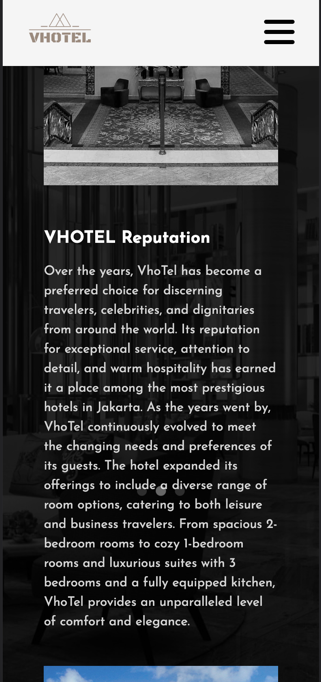 VHOTEL
VHOTEL Reputation
Over the years, VhoTel has become a
preferred choice for discerning
travelers, celebrities, and dignitaries
from around the world. Its reputation
for exceptional service, attention to
detail, and warm hospitality has earned
it a place among the most prestigious
hotels in Jakarta. As the years went by,
VhoTel continuously evolved to meet
the changing needs and preferences of
its guests. The hotel expanded its
offerings to include a diverse range of
room options, catering to both leisure
and business travelers. From spacious 2-
bedroom rooms to cozy 1-bedroom
rooms and luxurious suites with 3
bedrooms and a fully equipped kitchen,
VhoTel provides an unparalleled level
of comfort and elegance.